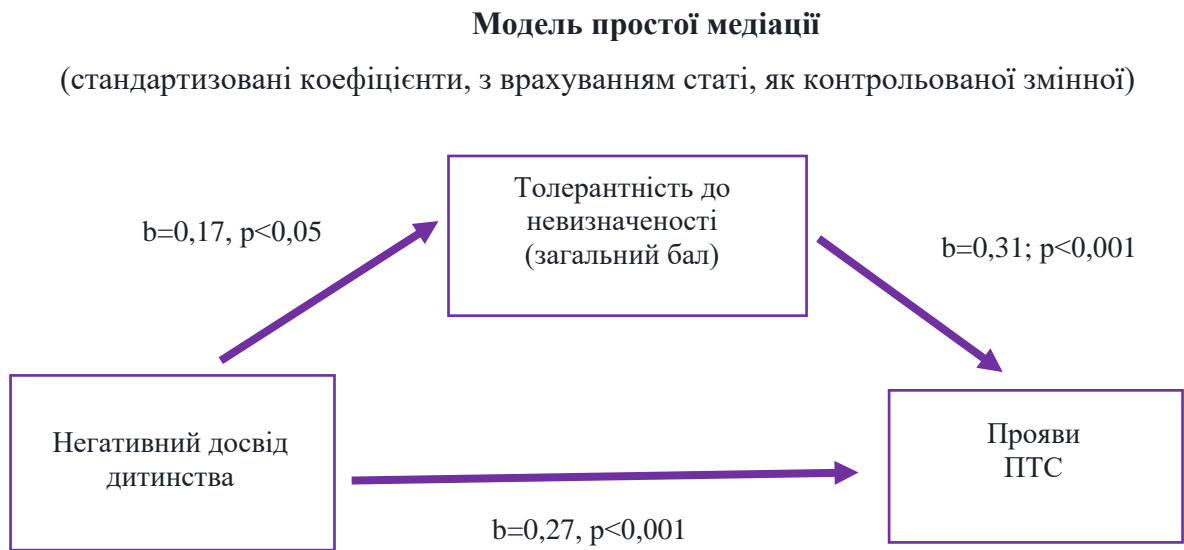 Модель простої медіації
(стандартизовані коефіцієнти, з врахуванням статі, як контрольованої змінної)
Толерантність до
невизначеності
(загальний бал)
b=0,17, p<0,05
b=0,31; p<0,001
Негативний досвід
дитинства
Прояви
ПТС
b=0,27, p<0,001